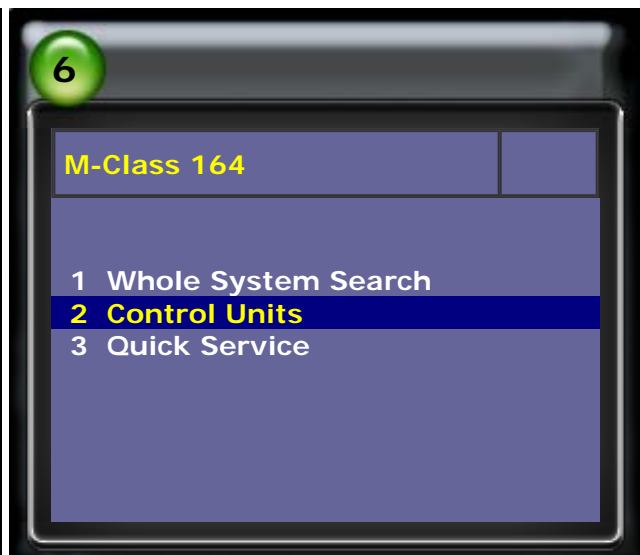 6
M-Class 164
1 Whole System Search
2 Control Units
3 Quick Service